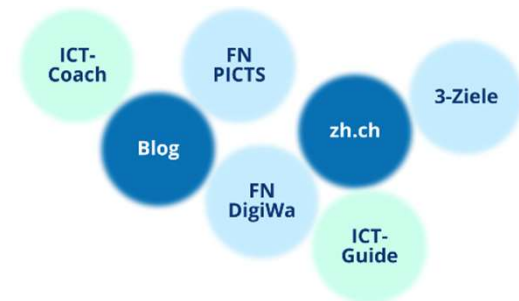 ICT-
Coach
FN
PICTS
3-Ziele
zh.ch
Blog
FN
DigiWa
ICT-
Guide